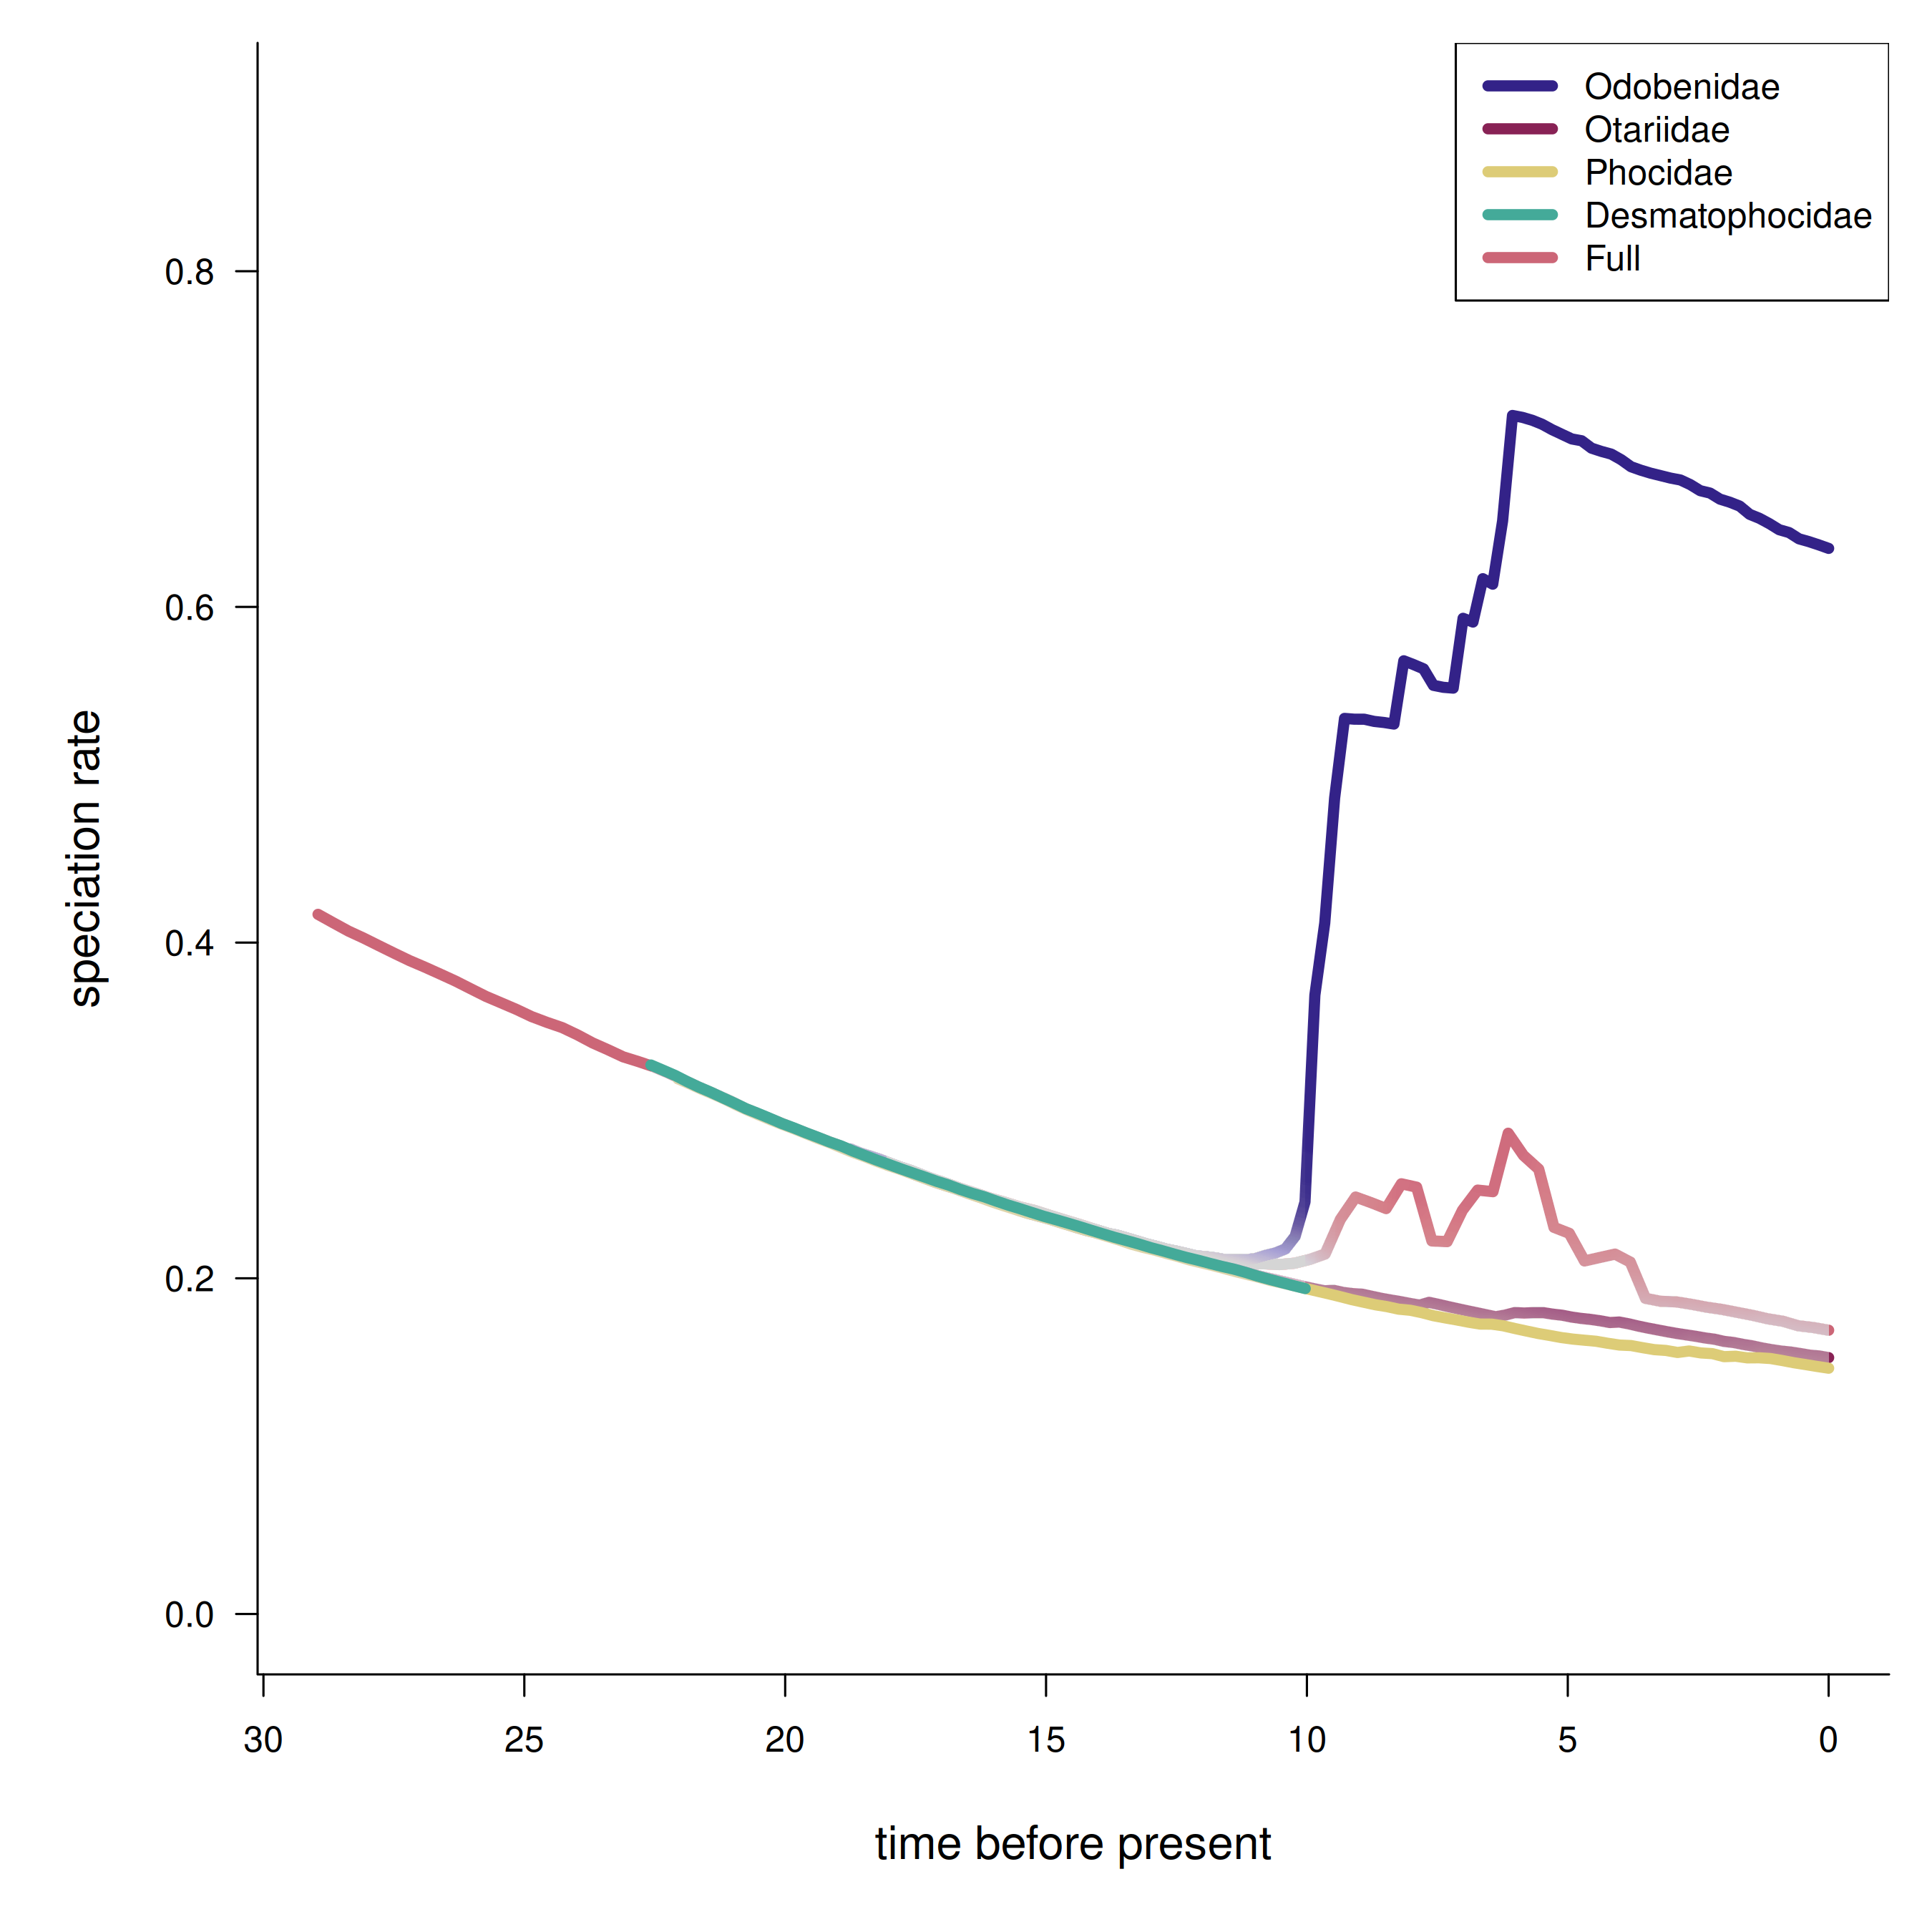 Odobenidae
Otariidae
Phocidae
Desmatophocidae
Full
0.8
0.6
0.4
0.2
0.0
speciation rate
30 25 20 15 10 5 0
time before present